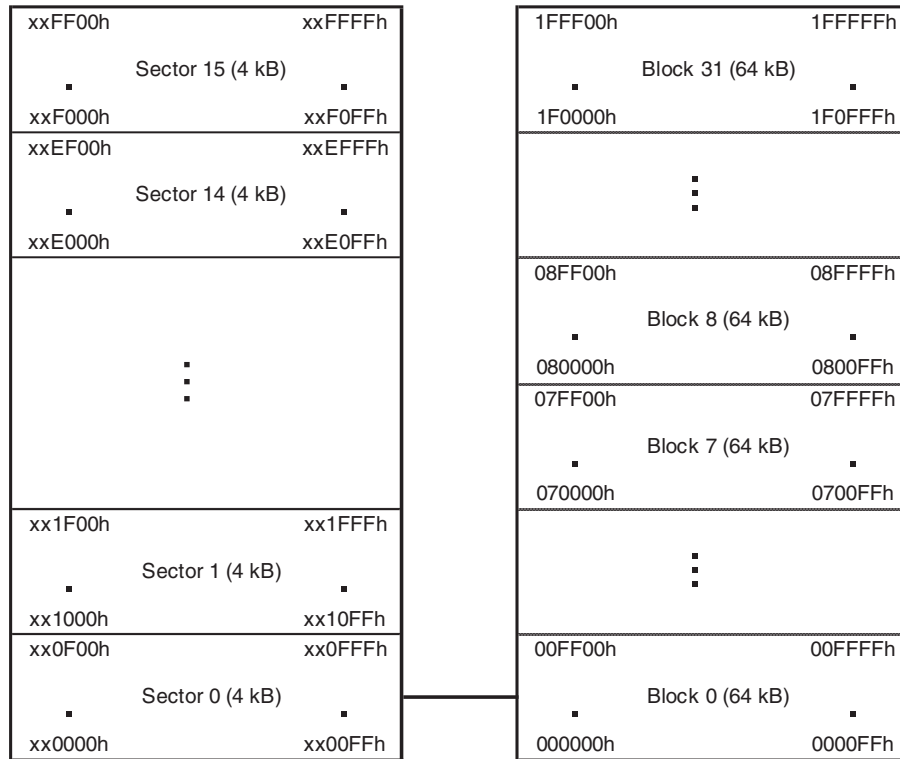 xxFF00h xxFFFFh
Sector 15 (4 kB)
xxF000h xxF0FFh
xxEF00h xxEFFFh
Sector 14 (4 kB)
xxE000h xxE0FFh
xx1F00h xx1FFFh
Sector 1 (4 kB)
xx1000h xx10FFh
xx0F00h xx0FFFh
Sector 0 (4 kB)
xx0000h xx00FFh
1FFF00h 1FFFFFh
Block 31 (64 kB)
1F0000h 1F0FFFh
08FF00h 08FFFFh
Block 8 (64 kB)
080000h 0800FFh
07FF00h 07FFFFh
Block 7 (64 kB)
070000h 0700FFh
00FF00h 00FFFFh
Block 0 (64 kB)
000000h 0000FFh